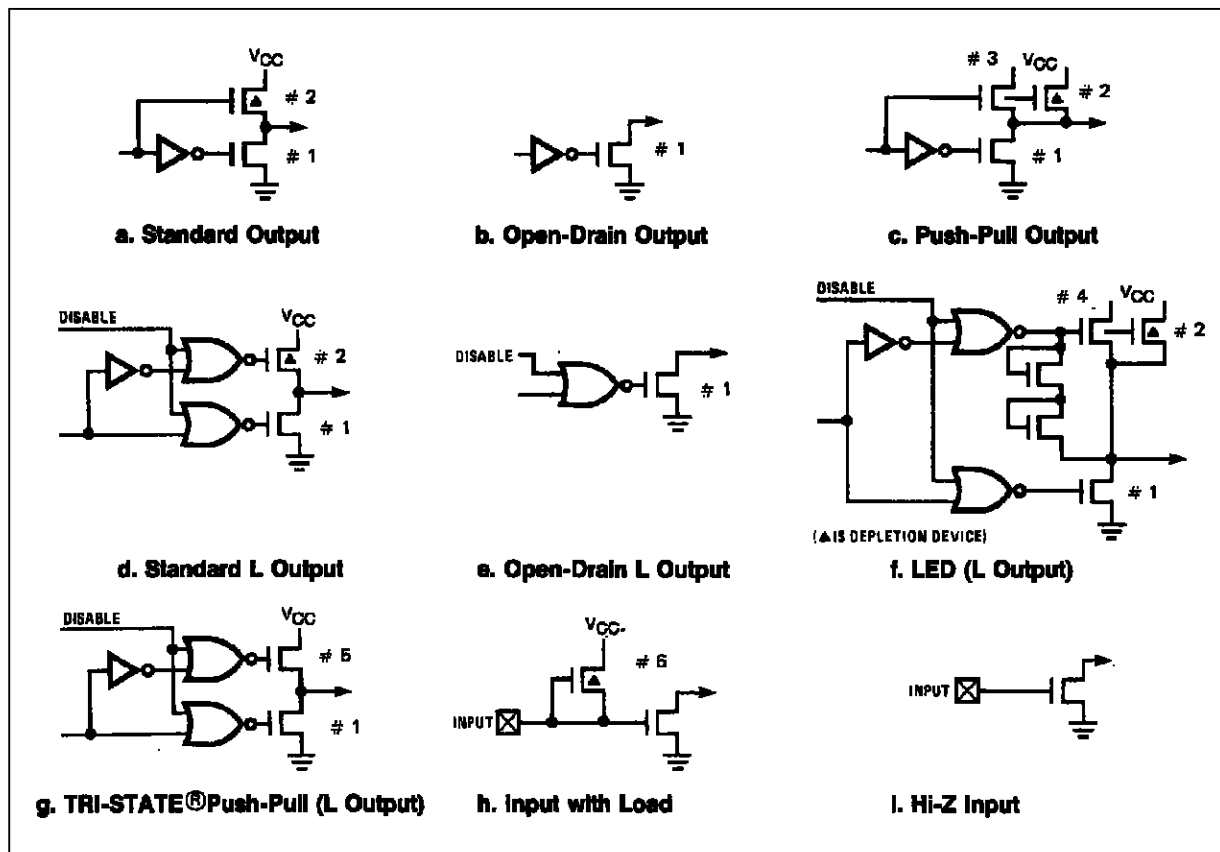 VCC
# 2
# 1
a. Standard Output
# 1
b. Open-Drain Output
# 3 VCC
# 2
# 1
c. Push-Pull Output
DISABLE
VCC
# 2
# 1
d. Standard L Output
DISABLE
# 1
e. Open-Drain L Output
DISABLE
# 4 VCC
# 2
# 1
(▲IS DEPLETION DEVICE)
f. LED (L Output)
DISABLE
VCC
# 5
# 1
g. TRI-STATE® Push-Pull (L Output)
VCC
# 6
INPUT
h. Input with Load
INPUT
i. Hi-Z Input